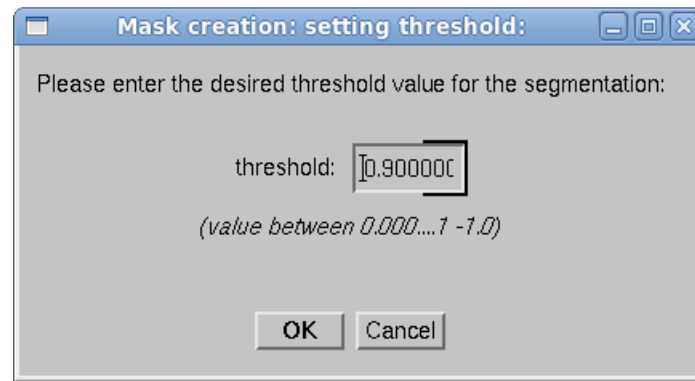 Mask creation: setting threshold:
Please enter the desired threshold value for the segmentation:
threshold: 0.900000
(value between 0.000....1 -1.0)
OK Cancel